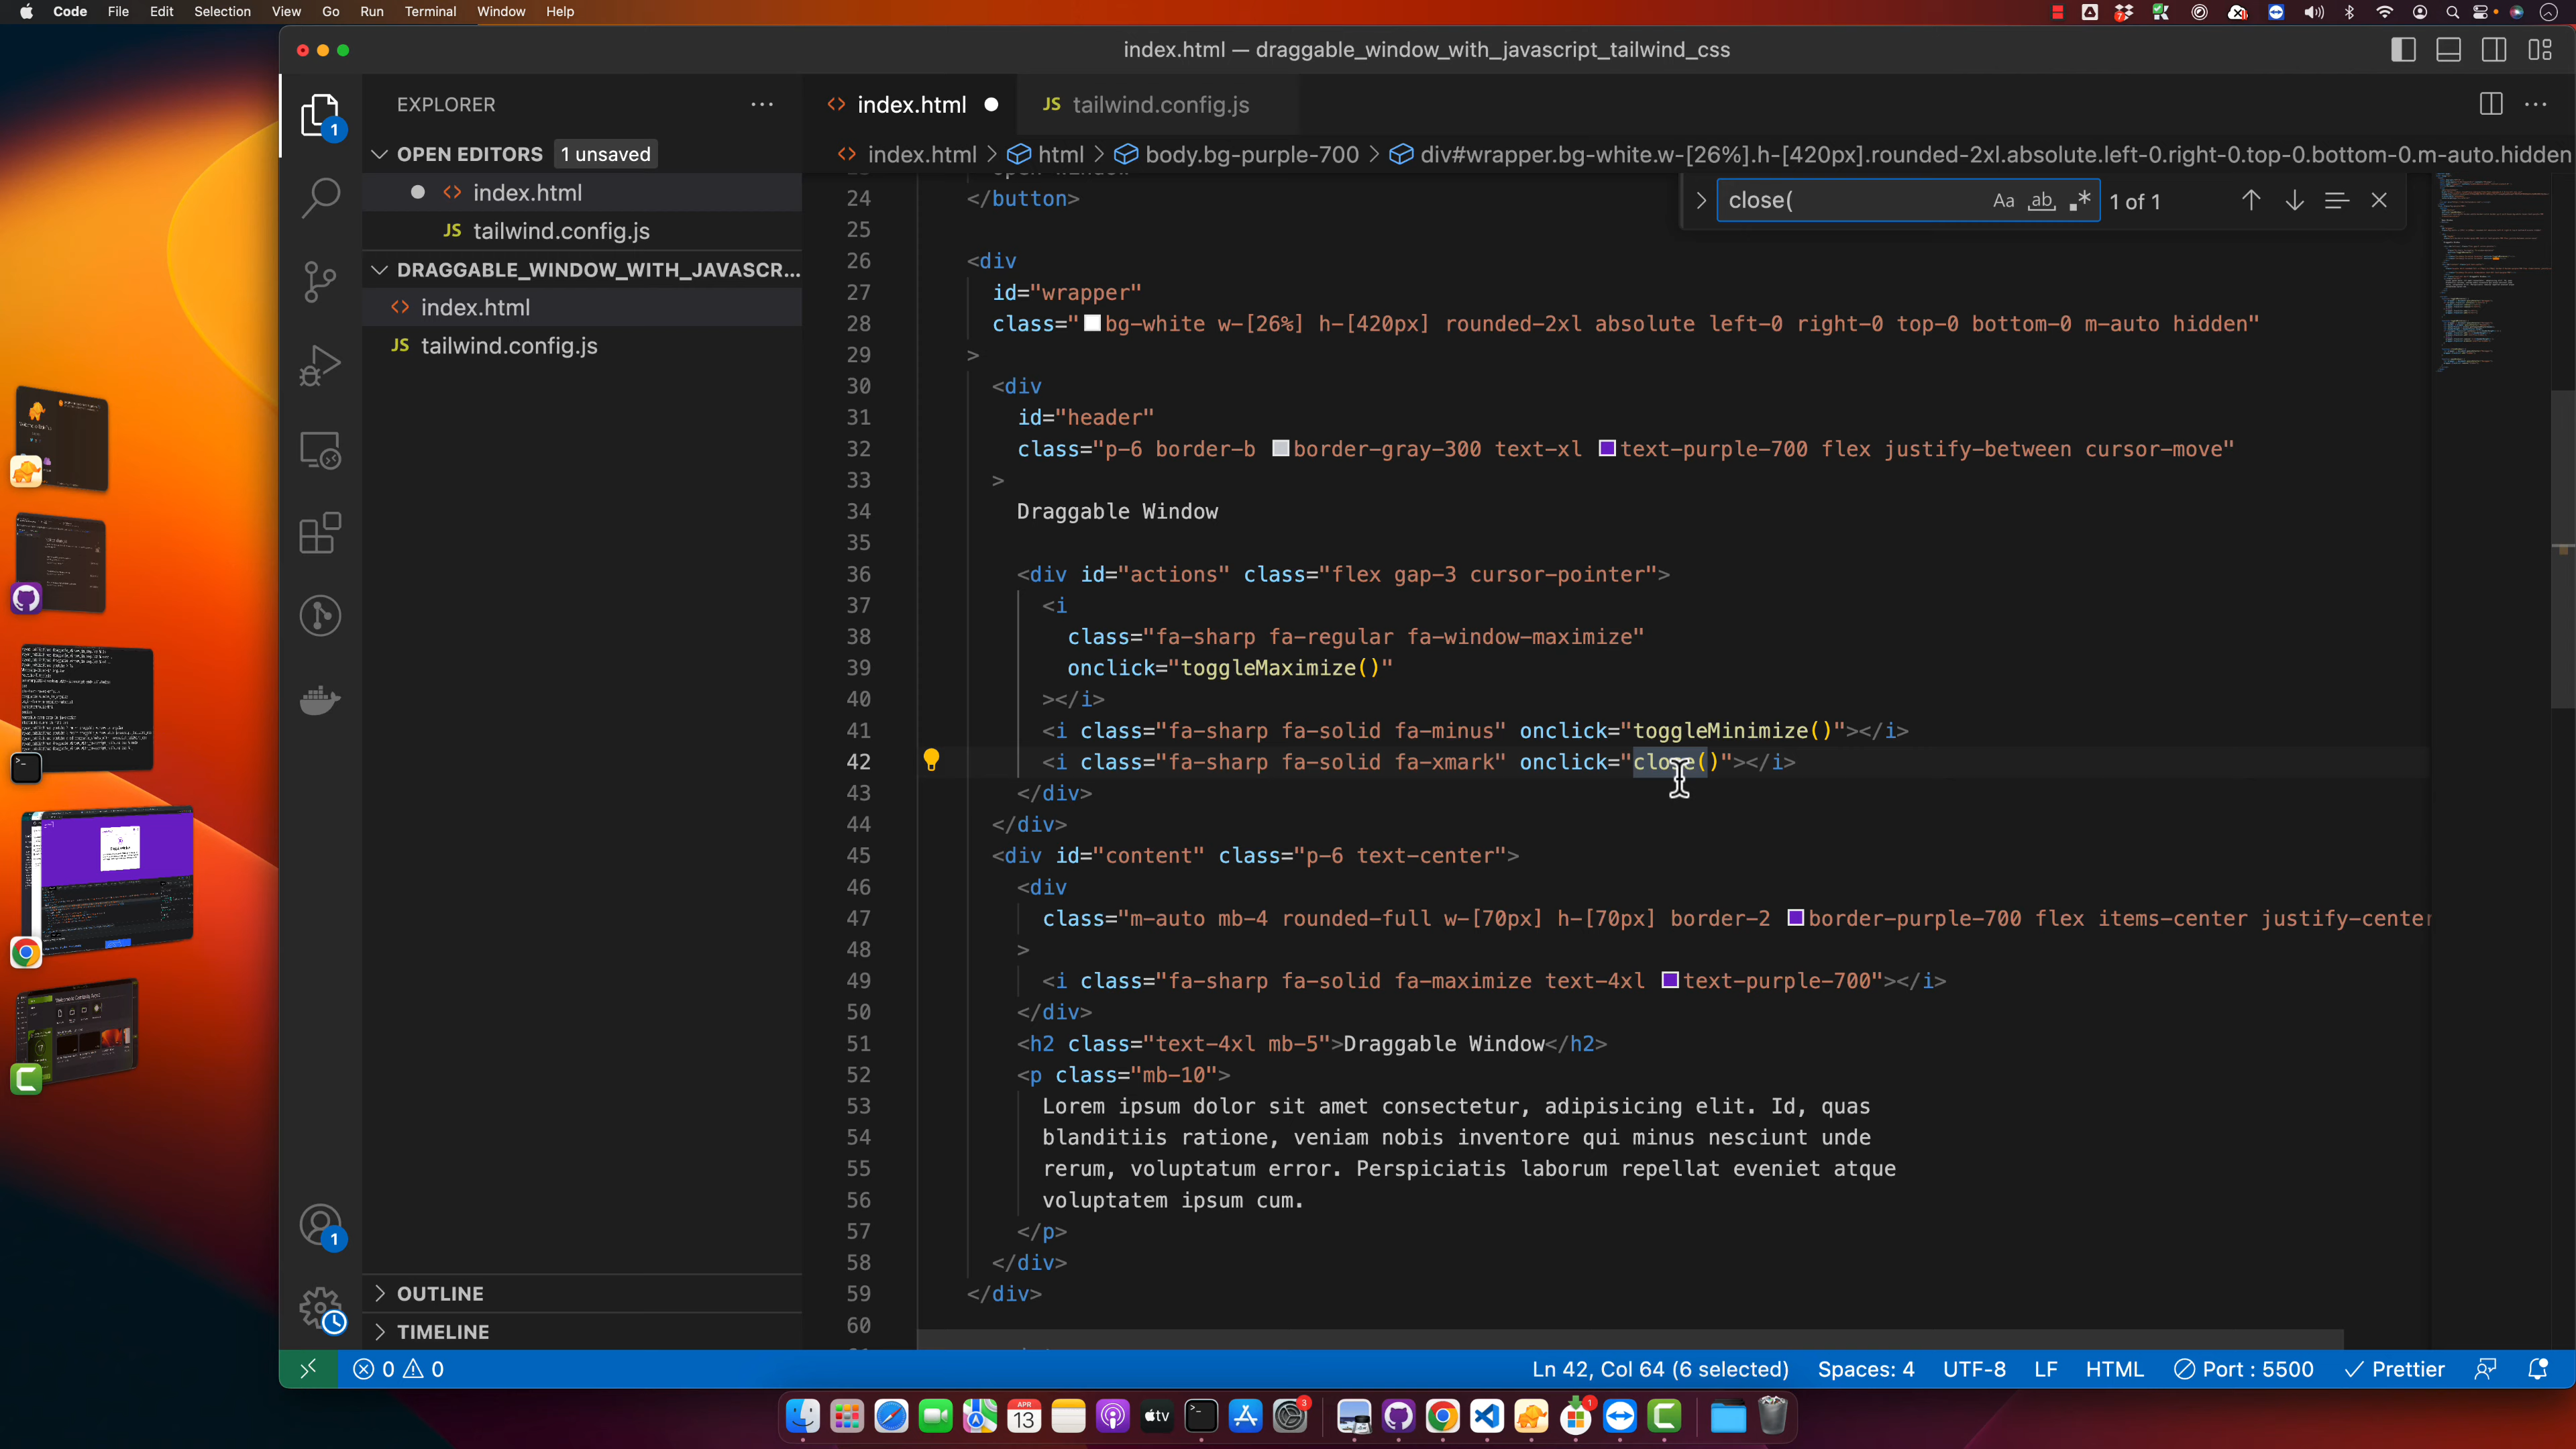 Code File Edit Selection View Go Run Terminal Window Help
index.html — draggable_window_with_javascript_tailwind_css
EXPLORER
1
OPEN EDITORS 1 unsaved
index.html
JS tailwind.config.js
DRAGGABLE_WINDOW_WITH_JAVASCR...
index.html
JS tailwind.config.js
OUTLINE
TIMELINE
1
index.html JS tailwind.config.js
index.html > html > body.bg-purple-700 > div#wrapper.bg-white.w-[26%].h-[420px].rounded-2xl.absolute.left-0.right-0.top-0.bottom-0.m-auto.hidden
close( Aa ab 1 of 1
24 </button>
25
26 <div
27 id="wrapper"
28 class="bg-white w-[26%] h-[420px] rounded-2xl absolute left-0 right-0 top-0 bottom-0 m-auto hidden"
29 >
30 <div
31 id="header"
32 class="p-6 border-b border-gray-300 text-xl text-purple-700 flex justify-between cursor-move"
33 >
34 Draggable Window
35
36 <div id="actions" class="flex gap-3 cursor-pointer">
37 <i
38 class="fa-sharp fa-regular fa-window-maximize"
39 onclick="toggleMaximize()"
40 ></i>
41 <i class="fa-sharp fa-solid fa-minus" onclick="toggleMinimize()"></i>
42 <i class="fa-sharp fa-solid fa-xmark" onclick="close()"></i>
43 </div>
44 </div>
45 <div id="content" class="p-6 text-center">
46 <div
47 class="m-auto mb-4 rounded-full w-[70px] h-[70px] border-2 border-purple-700 flex items-center justify-center
48 >
49 <i class="fa-sharp fa-solid fa-maximize text-4xl text-purple-700"></i>
50 </div>
51 <h2 class="text-4xl mb-5">Draggable Window</h2>
52 <p class="mb-10">
53 Lorem ipsum dolor sit amet consectetur, adipisicing elit. Id, quas
54 blanditiis ratione, veniam nobis inventore qui minus nesciunt unde
55 rerum, voluptatum error. Perspiciatis laborum repellat eveniet atque
56 voluptatem ipsum cum.
57 </p>
58 </div>
59 </div>
60
0 0 Ln 42, Col 64 (6 selected) Spaces: 4 UTF-8 LF HTML Port : 5500 Prettier
APR
13
tv
3
1